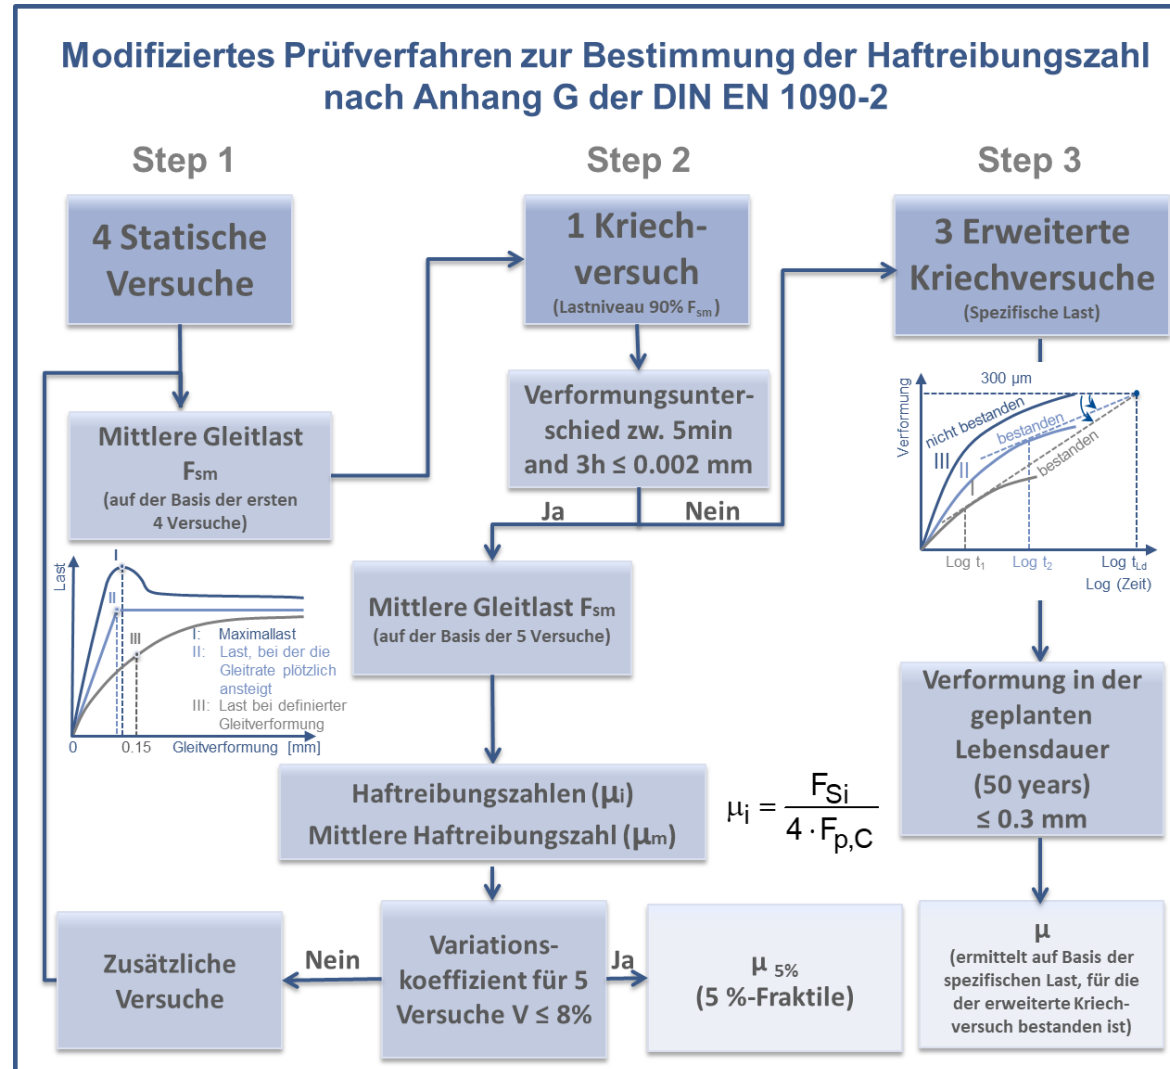 Modifiziertes Prüfverfahren zur Bestimmung der Haftreibungszahl
nach Anhang G der DIN EN 1090-2
Step 1
Step 2
Step 3
4 Statische
Versuche
1 Kriech-
versuch
(Lastniveau 90% Fsm)
3 Erweiterte
Kriechversuche
(Spezifische Last)
Mittlere Gleitlast
Fsm
(auf der Basis der ersten
4 Versuche)
Verformungsunter-
schied zw. 5min
and 3h ≤ 0.002 mm
Ja
Nein
Verformung
300 µm
nicht bestanden
bestanden
bestanden
III
II
I
Log t1
Log t2
Log tLd
Log (Zeit)
Last
I
II
III
I: Maximallast
II: Last, bei der die
Gleitrate plötzlich
ansteigt
III: Last bei definierter
Gleitverformung
0
0.15
Gleitverformung [mm]
Mittlere Gleitlast Fsm
(auf der Basis der 5 Versuche)
Verformung in der
geplanten
Lebensdauer
(50 years)
≤ 0.3 mm
Haftreibungszahlen (µi)
Mittlere Haftreibungszahl (µm)
µi = FSi / 4 · Fp,C
Zusätzliche
Versuche
Nein
Variations-
koeffizient für 5
Versuche V ≤ 8%
Ja
µ 5%
(5 %-Fraktile)
µ
(ermittelt auf Basis der
spezifischen Last, für die
der erweiterte Kriech-
versuch bestanden ist)